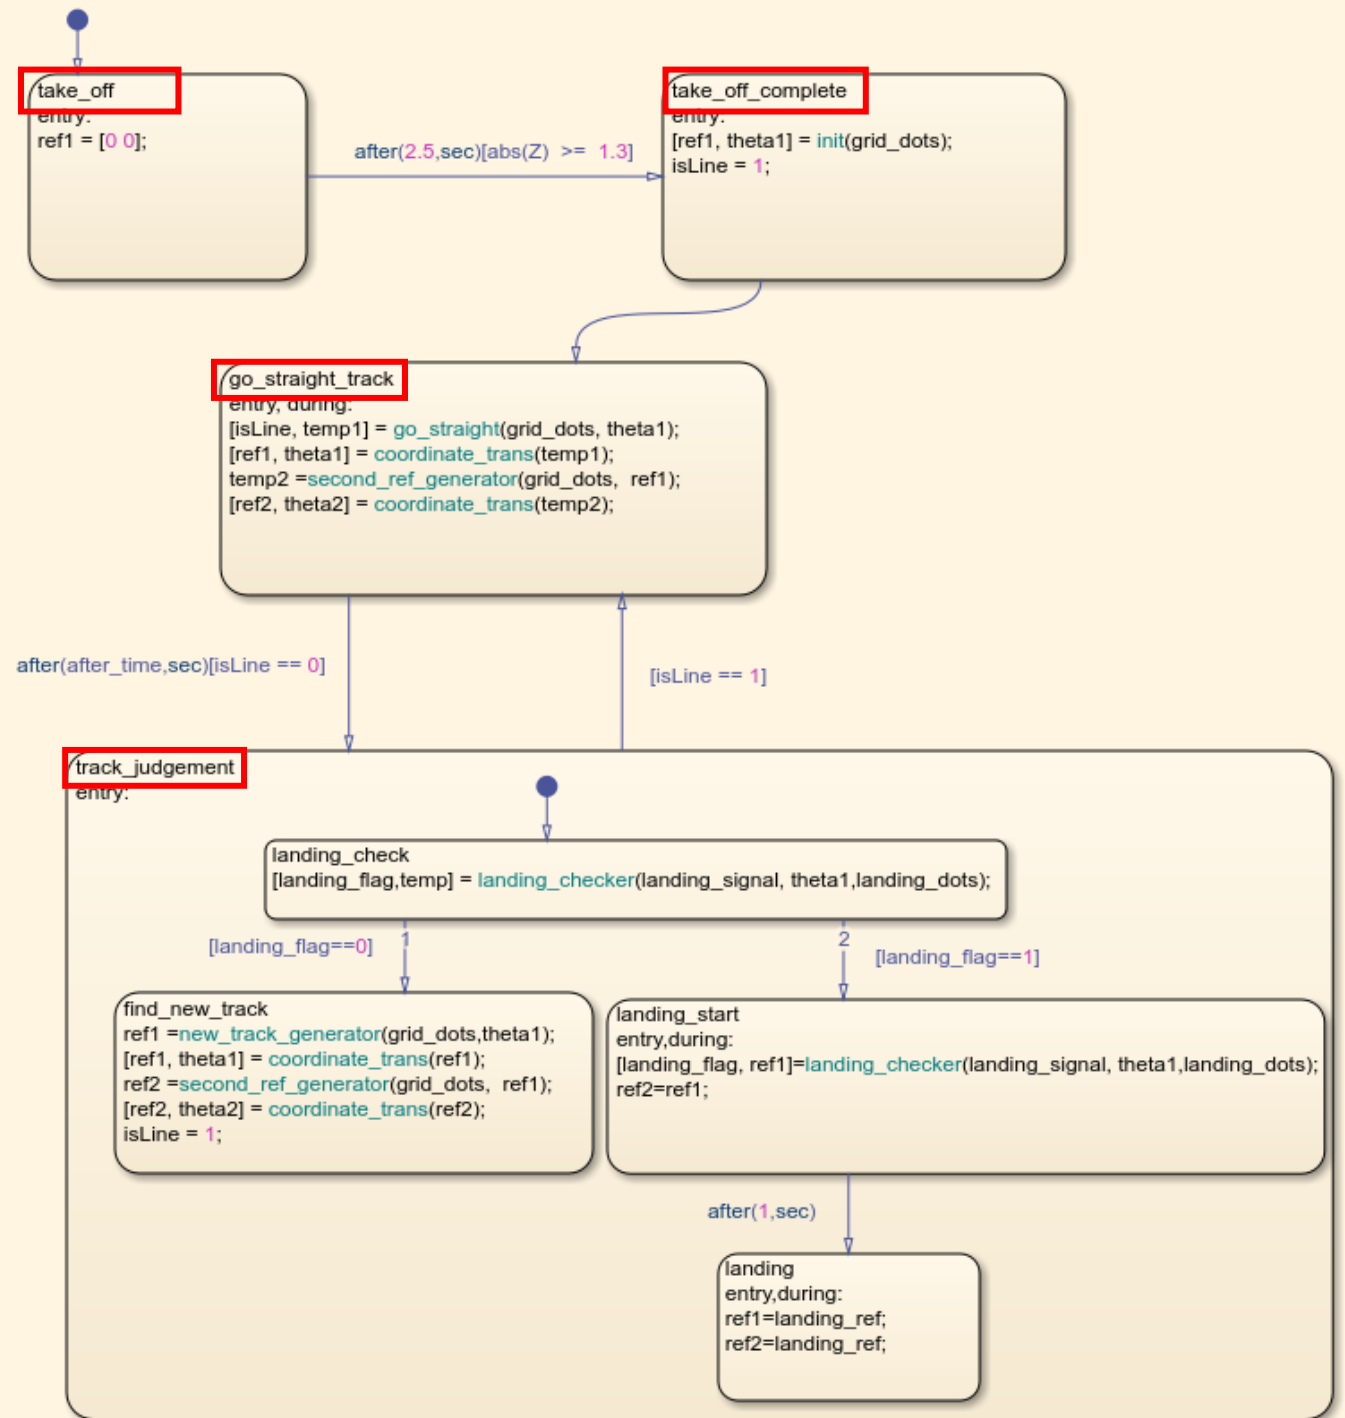 take_off
entry:
ref1 = [0 0];
after(2.5,sec)[abs(Z) >= 1.3]
take_off_complete
entry:
[ref1, theta1] = init(grid_dots);
isLine = 1;
go_straight_track
entry, during:
[isLine, temp1] = go_straight(grid_dots, theta1);
[ref1, theta1] = coordinate_trans(temp1);
temp2 =second_ref_generator(grid_dots, ref1);
[ref2, theta2] = coordinate_trans(temp2);
after(after_time,sec)[isLine == 0]
[isLine == 1]
track_judgement
entry:
landing_check
[landing_flag,temp] = landing_checker(landing_signal, theta1,landing_dots);
[landing_flag==0]
1
2
[landing_flag==1]
find_new_track
ref1 =new_track_generator(grid_dots,theta1);
[ref1, theta1] = coordinate_trans(ref1);
ref2 =second_ref_generator(grid_dots, ref1);
[ref2, theta2] = coordinate_trans(ref2);
isLine = 1;
landing_start
entry,during:
[landing_flag, ref1]=landing_checker(landing_signal, theta1,landing_dots);
ref2=ref1;
after(1,sec)
landing
entry,during:
ref1=landing_ref;
ref2=landing_ref;